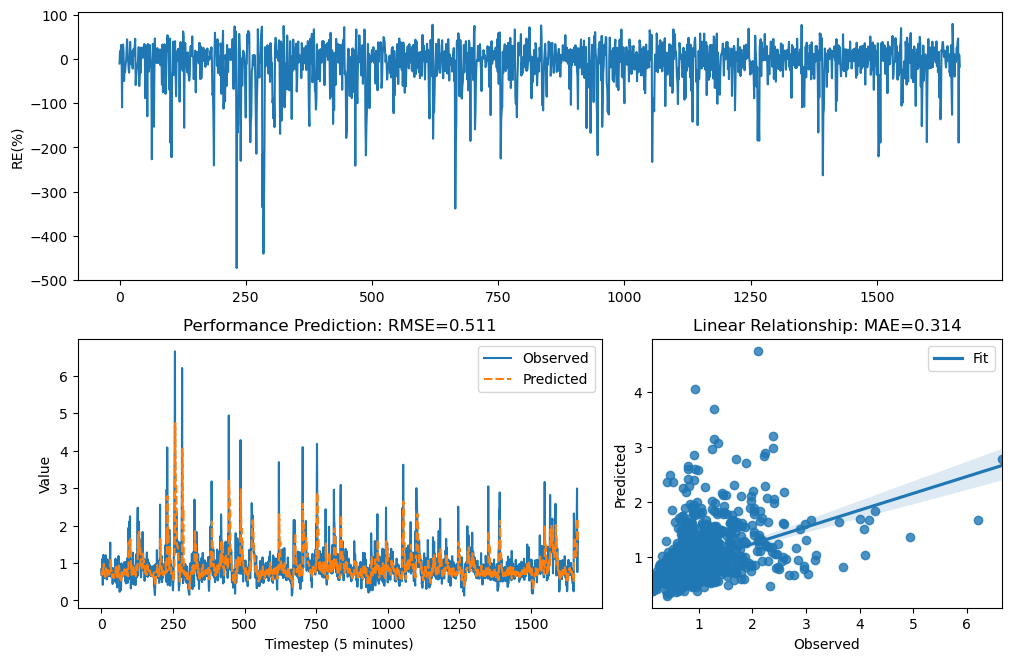 100
0
−100
−200
−300
−400
−500
RE(%)
0 250 500 750 1000 1250 1500
Performance Prediction: RMSE=0.511
Observed
Predicted
6
5
4
3
2
1
0
Value
0 250 500 750 1000 1250 1500
Timestep (5 minutes)
Linear Relationship: MAE=0.314
Fit
4
3
2
1
Predicted
1 2 3 4 5 6
Observed